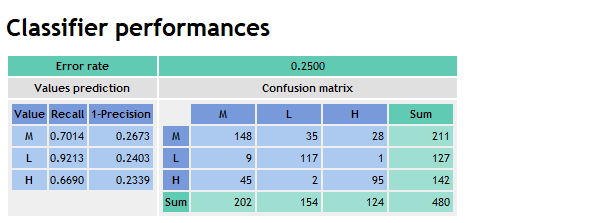 Classifier performances
Error rate 0.2500
Values prediction Confusion matrix
Value Recall 1-Precision M L H Sum
M 0.7014 0.2673 M 148 35 28 211
L 0.9213 0.2403 L 9 117 1 127
H 0.6690 0.2339 H 45 2 95 142
Sum 202 154 124 480